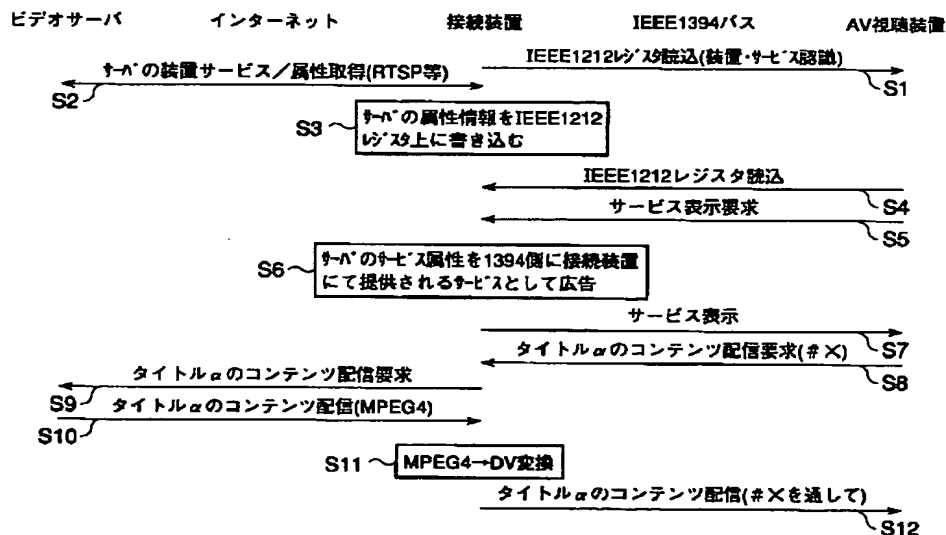 ビデオサーバ インターネット 接続装置 IEEE1394バス AV視聴装置
IEEE1212レジスタ読込(装置・サービス認識)
S1
サーバの装置サービス/属性取得(RTSP等)
S2
S3
サーバの属性情報をIEEE1212
レジスタ上に書き込む
IEEE1212レジスタ読込
S4
サービス表示要求
S5
S6
サーバのサービス属性を1394側に接続装置
にて提供されるサービスとして広告
サービス表示
S7
タイトルαのコンテンツ配信要求(#X)
S8
タイトルαのコンテンツ配信要求
S9
タイトルαのコンテンツ配信(MPEG4)
S10
S11
MPEG4→DV変換
タイトルαのコンテンツ配信(#Xを通して)
S12